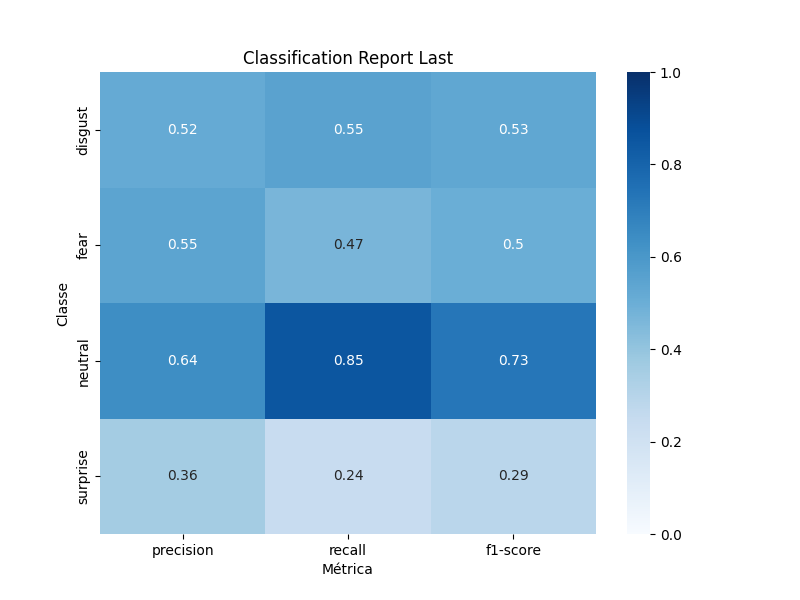 Classification Report Last
Classe
disgust
0.52 0.55 0.53
fear
0.55 0.47 0.5
neutral
0.64 0.85 0.73
surprise
0.36 0.24 0.29
precision recall f1-score
Métrica
1.0
0.8
0.6
0.4
0.2
0.0